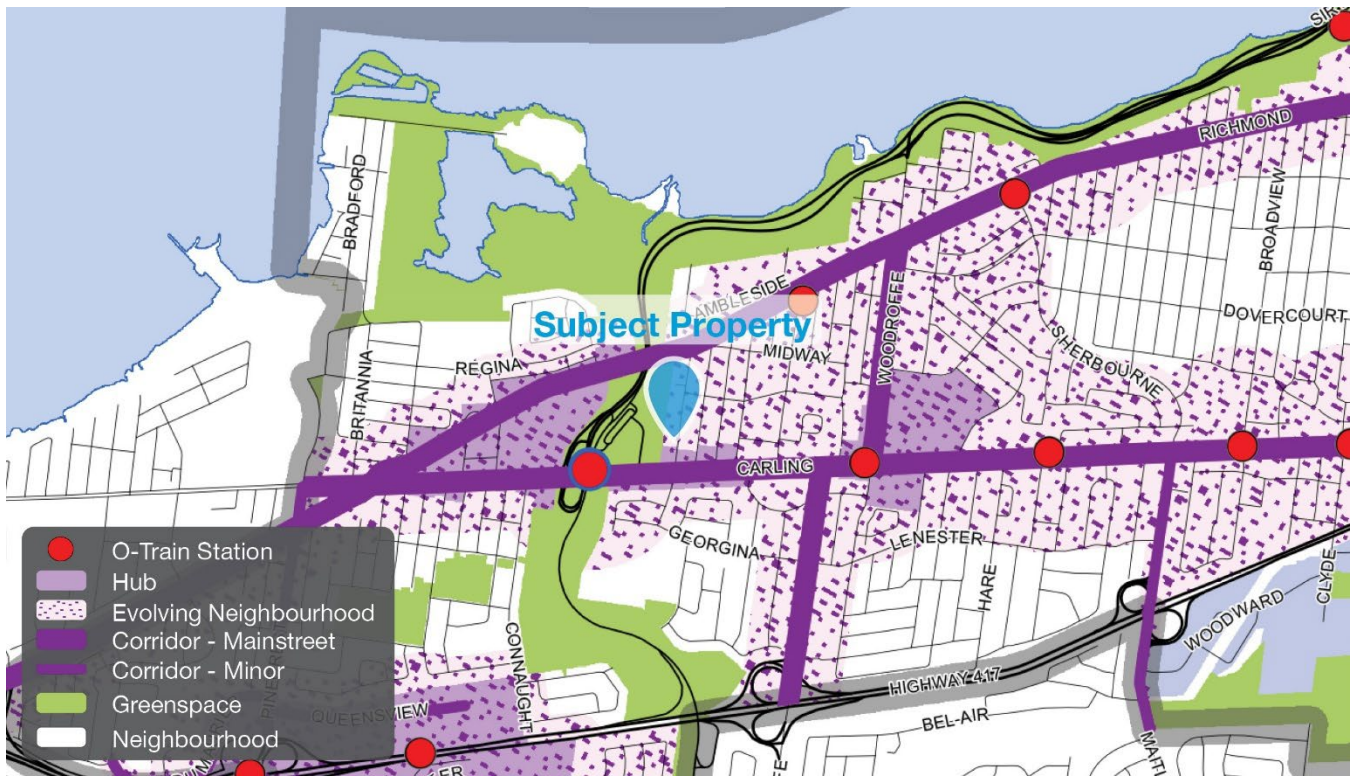 SIR
RICHMOND
BRADFORD
BROADVIEW
AMBLESIDE
WOODROFFE
DOVERCOURT
Subject Property
MIDWAY
SHERBOURNE
REGINA
BRITANNIA
CARLING
GEORGINA
LENESTER
HARE
CLYDE
WOODWARD
CONNAUGHT
HIGHWAY 417
BEL-AIR
QUEENSVIEW
O-Train Station
Hub
Evolving Neighbourhood
Corridor - Mainstreet
Corridor - Minor
Greenspace
Neighbourhood